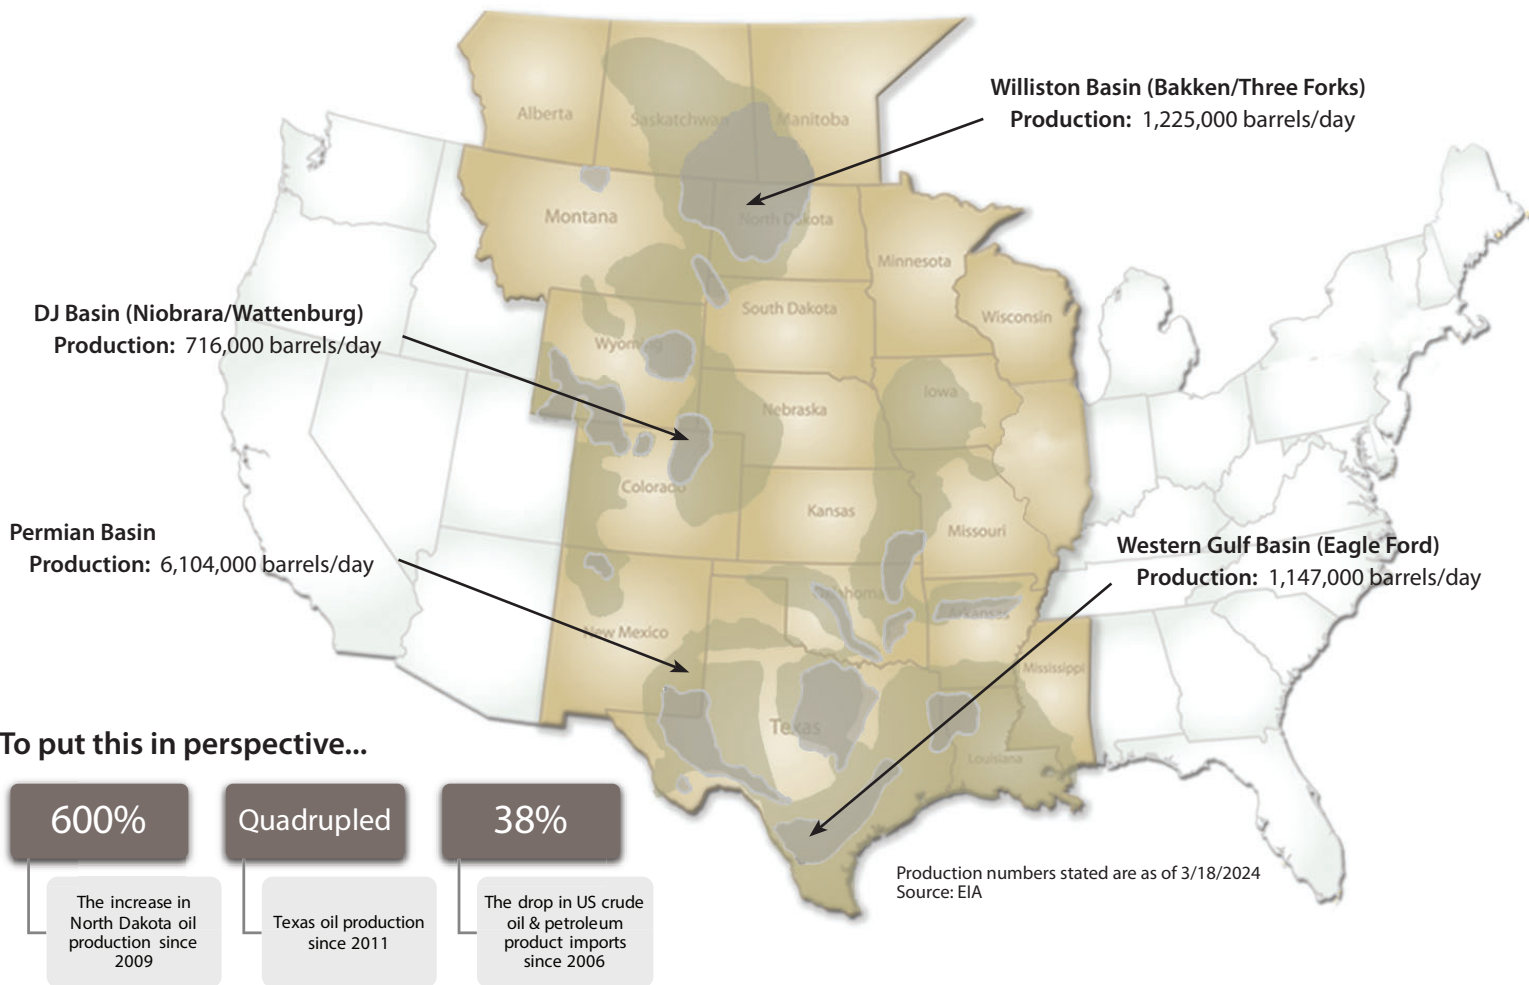 Alberta
Saskatchwan
Manitoba
Williston Basin (Bakken/Three Forks)
Production: 1,225,000 barrels/day
Montana
North Dakota
Minnesota
South Dakota
Wisconsin
DJ Basin (Niobrara/Wattenburg)
Production: 716,000 barrels/day
Wyoming
Iowa
Nebraska
Colorado
Kansas
Missouri
Permian Basin
Production: 6,104,000 barrels/day
Western Gulf Basin (Eagle Ford)
Production: 1,147,000 barrels/day
Oklahoma
Arkansas
New Mexico
Mississippi
Texas
Louisiana
To put this in perspective...
600%
The increase in
North Dakota oil
production since
2009
Quadrupled
Texas oil production
since 2011
38%
The drop in US crude
oil & petroleum
product imports
since 2006
Production numbers stated are as of 3/18/2024
Source: EIA